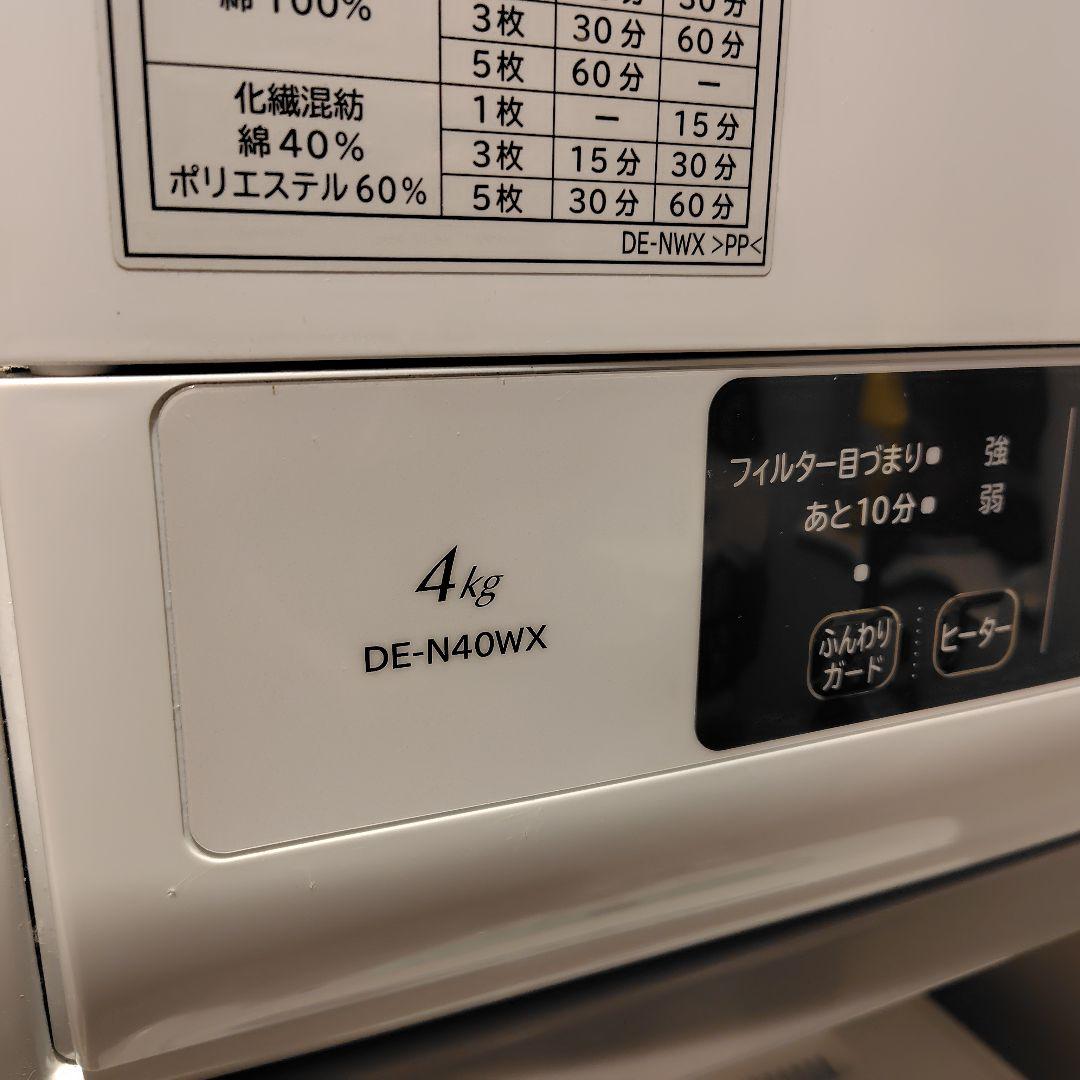 綿100%
30分
3枚 30分 60分
5枚 60分 ー
化繊混紡
綿40%
ポリエステル60%
1枚 ー 15分
3枚 15分 30分
5枚 30分 60分
DE-NWX >PP<
フィルター目づまり 強
あと10分 弱
4kg
DE-N40WX
ふんわり
ガード
ヒーター